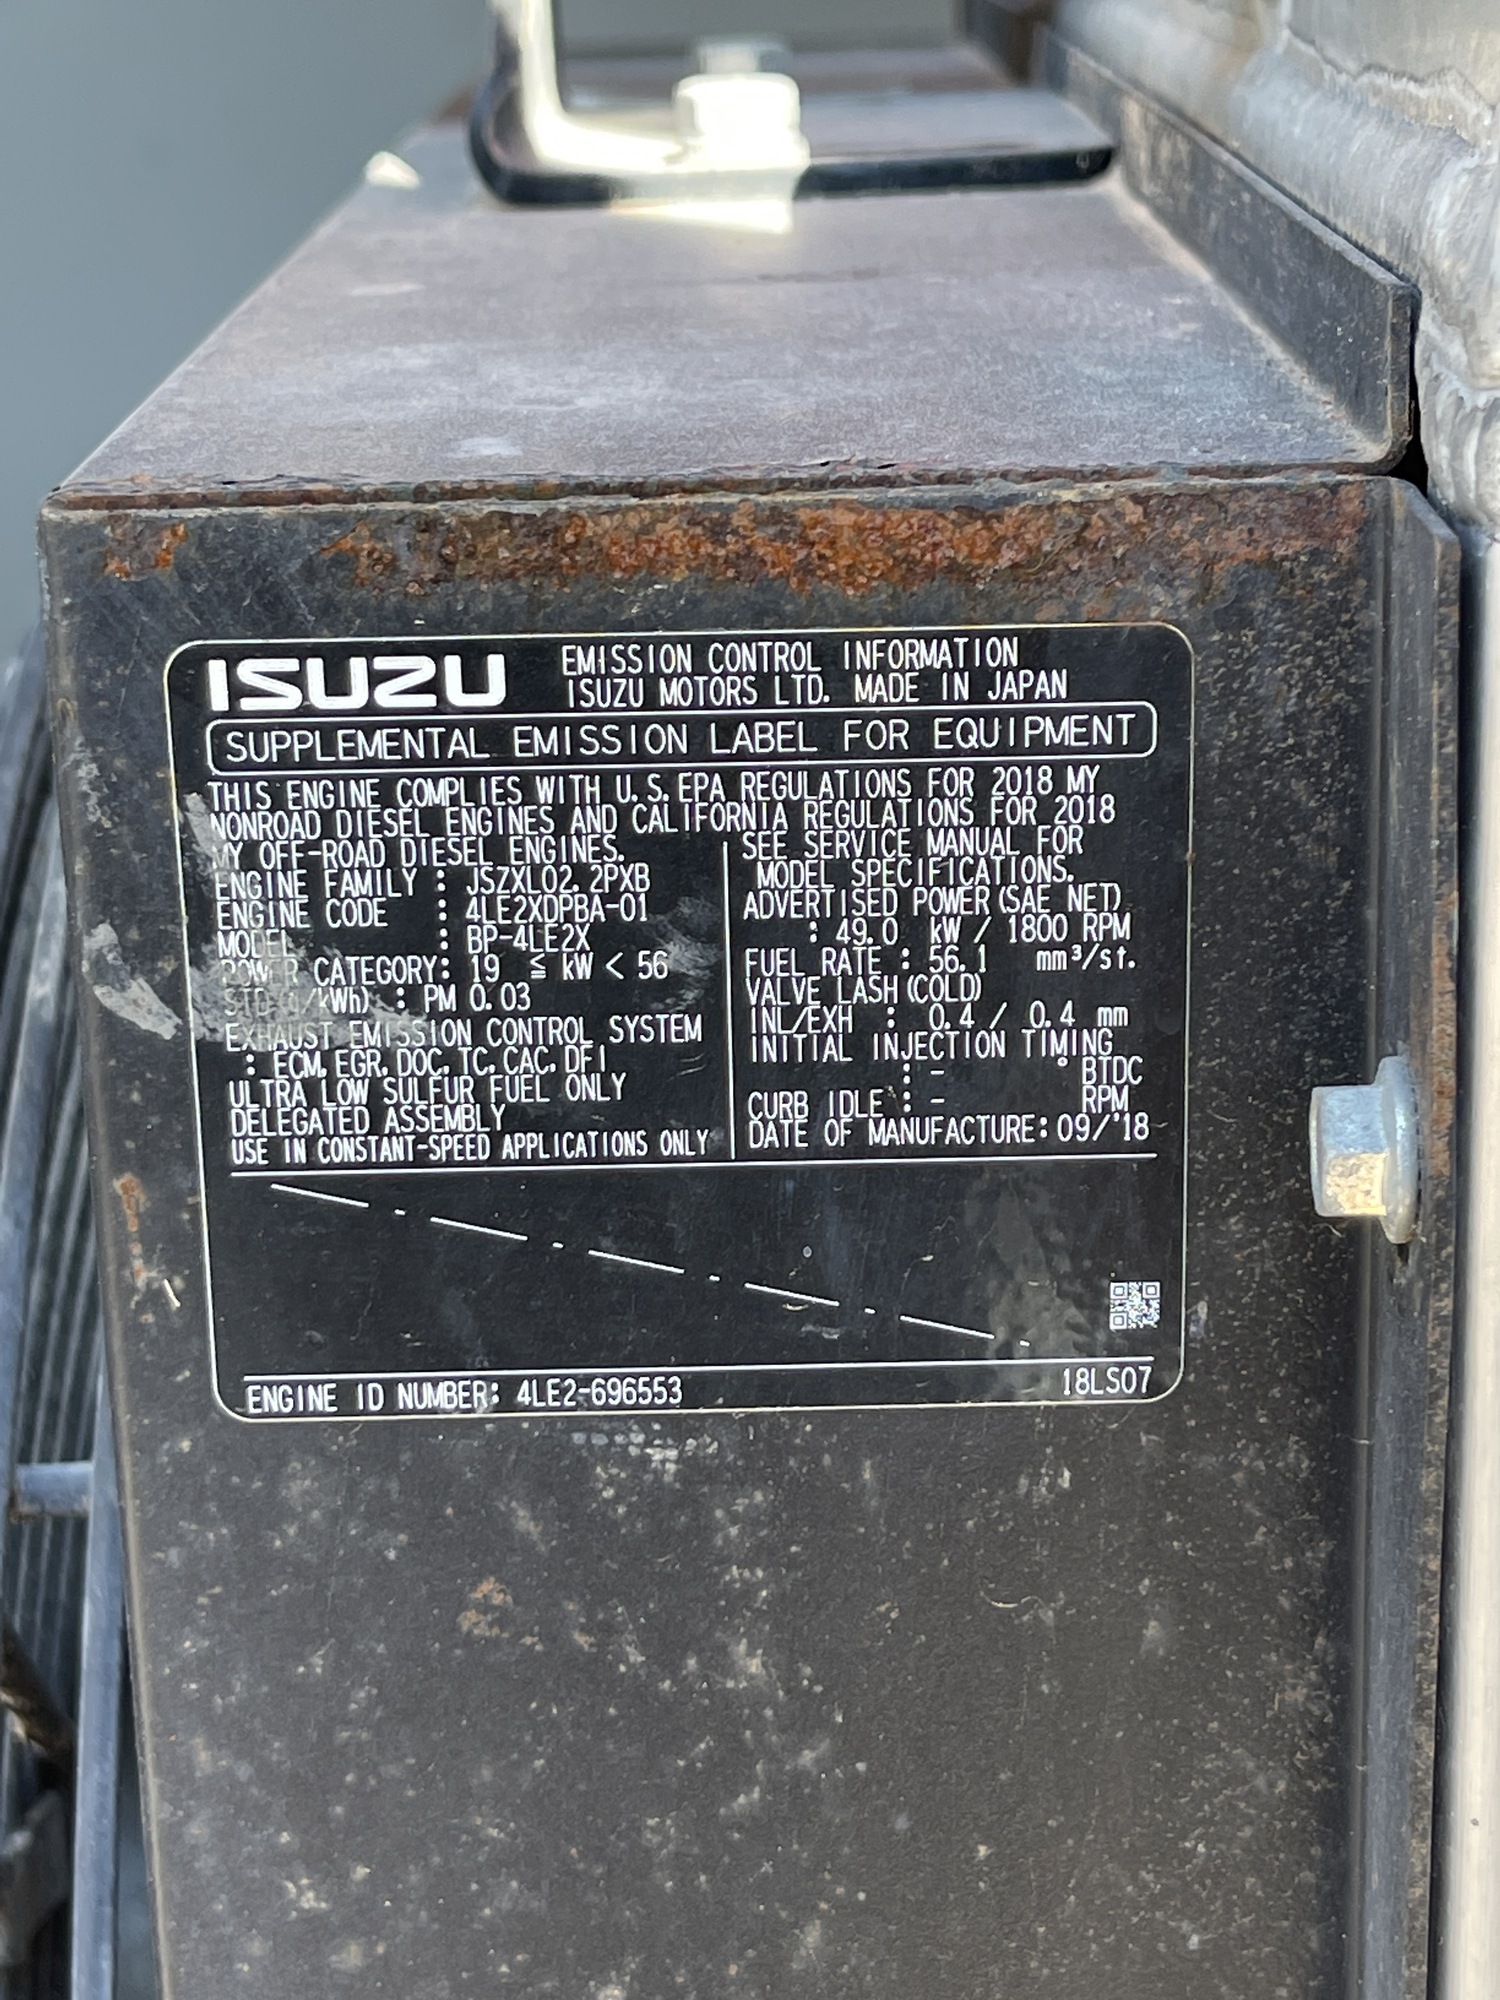 ISUZU EMISSION CONTROL INFORMATION
ISUZU MOTORS LTD. MADE IN JAPAN
SUPPLEMENTAL EMISSION LABEL FOR EQUIPMENT
THIS ENGINE COMPLIES WITH U.S.EPA REGULATIONS FOR 2018 MY
NONROAD DIESEL ENGINES AND CALIFORNIA REGULATIONS FOR 2018
MY OFF-ROAD DIESEL ENGINES.
ENGINE FAMILY : JSZXL02.2PXB
ENGINE CODE : 4LE2XDPBA-01
MODEL : BP-4LE2X
POWER CATEGORY: 19 ≦ kW < 56
STD(g/kWh) : PM 0.03
EXHAUST EMISSION CONTROL SYSTEM
: ECM, EGR, DOC, TC, CAC, DFI
ULTRA LOW SULFUR FUEL ONLY
DELEGATED ASSEMBLY
USE IN CONSTANT-SPEED APPLICATIONS ONLY
SEE SERVICE MANUAL FOR
MODEL SPECIFICATIONS.
ADVERTISED POWER(SAE NET)
: 49.0 kW / 1800 RPM
FUEL RATE : 56.1 mm³/st.
VALVE LASH(COLD)
INL/EXH : 0.4 / 0.4 mm
INITIAL INJECTION TIMING
: - ° BTDC
CURB IDLE : - RPM
DATE OF MANUFACTURE: 09/'18
ENGINE ID NUMBER: 4LE2-696553 18LS07